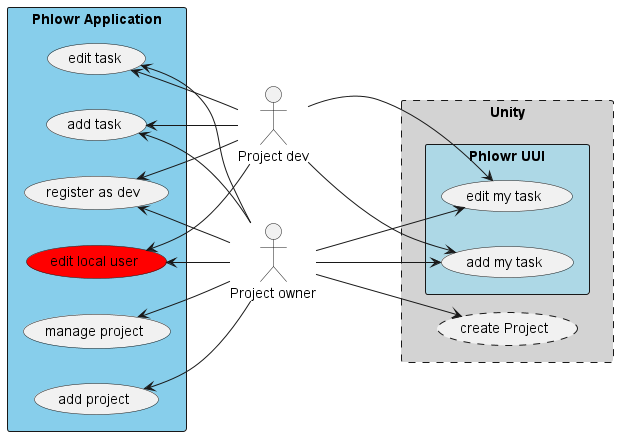 Phlowr Application
edit task
add task
register as dev
edit local user
manage project
add project
Project dev
Project owner
Unity
Phlowr UUI
edit my task
add my task
create Project